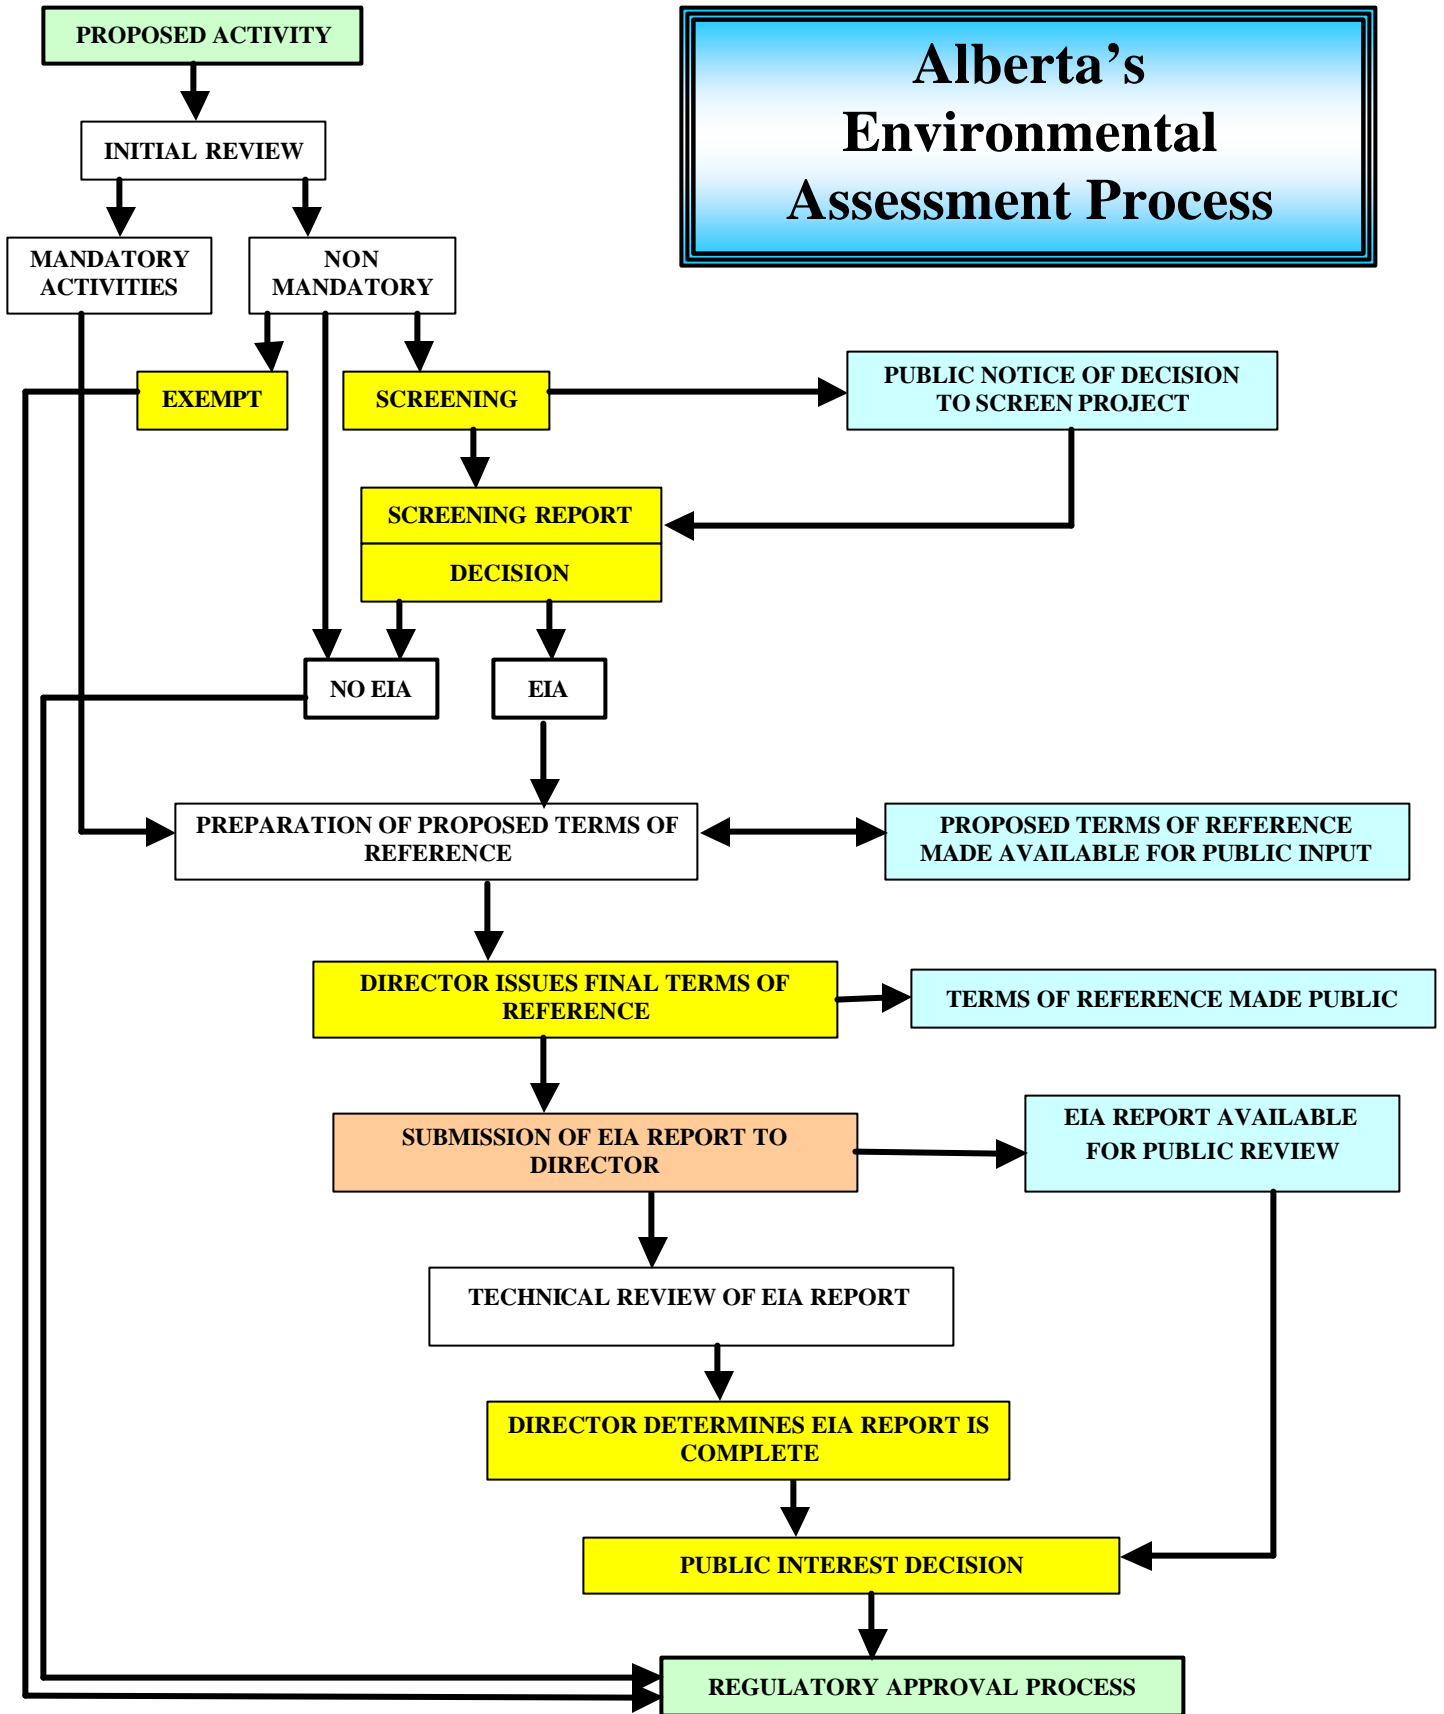 PROPOSED ACTIVITY
Alberta’s
Environmental
Assessment Process
INITIAL REVIEW
MANDATORY
ACTIVITIES
NON
MANDATORY
EXEMPT
SCREENING
PUBLIC NOTICE OF DECISION
TO SCREEN PROJECT
SCREENING REPORT
DECISION
NO EIA
EIA
PREPARATION OF PROPOSED TERMS OF
REFERENCE
PROPOSED TERMS OF REFERENCE
MADE AVAILABLE FOR PUBLIC INPUT
DIRECTOR ISSUES FINAL TERMS OF
REFERENCE
TERMS OF REFERENCE MADE PUBLIC
SUBMISSION OF EIA REPORT TO
DIRECTOR
EIA REPORT AVAILABLE
FOR PUBLIC REVIEW
TECHNICAL REVIEW OF EIA REPORT
DIRECTOR DETERMINES EIA REPORT IS
COMPLETE
PUBLIC INTEREST DECISION
REGULATORY APPROVAL PROCESS